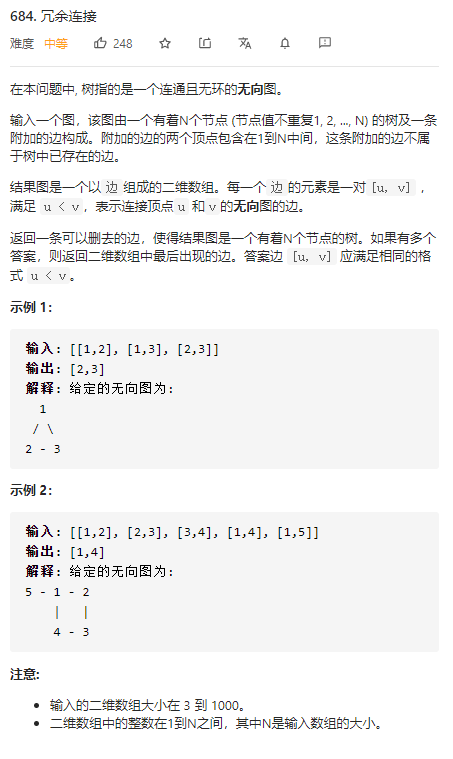 684. 冗余连接
难度 中等 248
在本问题中, 树指的是一个连通且无环的无向图。
输入一个图，该图由一个有着N个节点 (节点值不重复1, 2, ..., N) 的树及一条
附加的边构成。附加的边的两个顶点包含在1到N中间，这条附加的边不属
于树中已存在的边。
结果图是一个以 边 组成的二维数组。每一个 边 的元素是一对 [u, v] ，
满足 u < v，表示连接顶点 u 和 v 的无向图的边。
返回一条可以删去的边，使得结果图是一个有着N个节点的树。如果有多个
答案，则返回二维数组中最后出现的边。答案边 [u, v] 应满足相同的格
式 u < v。
示例 1：
输入: [[1,2], [1,3], [2,3]]
输出: [2,3]
解释: 给定的无向图为:
1
/ \
2 - 3
示例 2：
输入: [[1,2], [2,3], [3,4], [1,4], [1,5]]
输出: [1,4]
解释: 给定的无向图为:
5 - 1 - 2
| |
4 - 3
注意:
• 输入的二维数组大小在 3 到 1000。
• 二维数组中的整数在1到N之间，其中N是输入数组的大小。